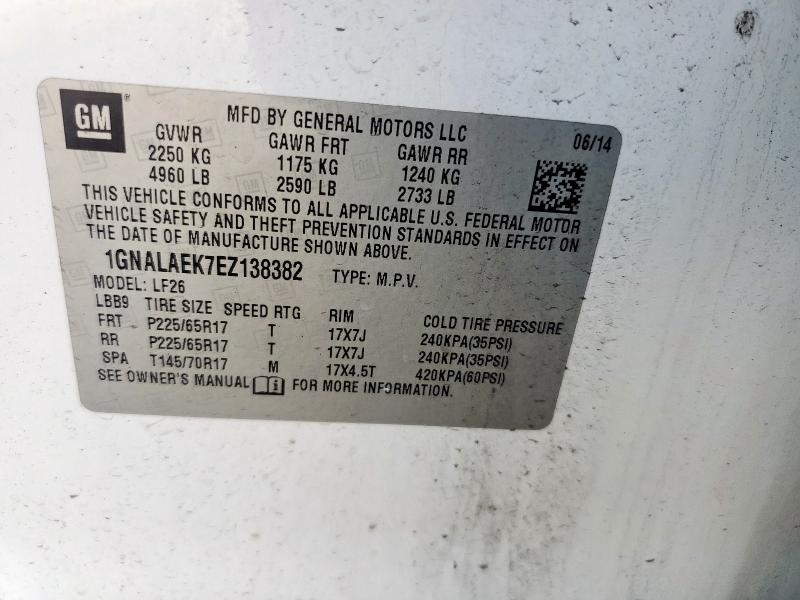 GM
MFD BY GENERAL MOTORS LLC 06/14
GVWR GAWR FRT GAWR RR
2250 KG 1175 KG 1240 KG
4960 LB 2590 LB 2733 LB
THIS VEHICLE CONFORMS TO ALL APPLICABLE U.S. FEDERAL MOTOR
VEHICLE SAFETY AND THEFT PREVENTION STANDARDS IN EFFECT ON
THE DATE OF MANUFACTURE SHOWN ABOVE.
1GNALAEK7EZ138382 TYPE: M.P.V.
MODEL: LF26
LBB9 TIRE SIZE SPEED RTG RIM COLD TIRE PRESSURE
FRT P225/65R17 T 17X7J 240KPA(35PSI)
RR P225/65R17 T 17X7J 240KPA(35PSI)
SPA T145/70R17 M 17X4.5T 420KPA(60PSI)
SEE OWNER'S MANUAL FOR MORE INFORMATION.